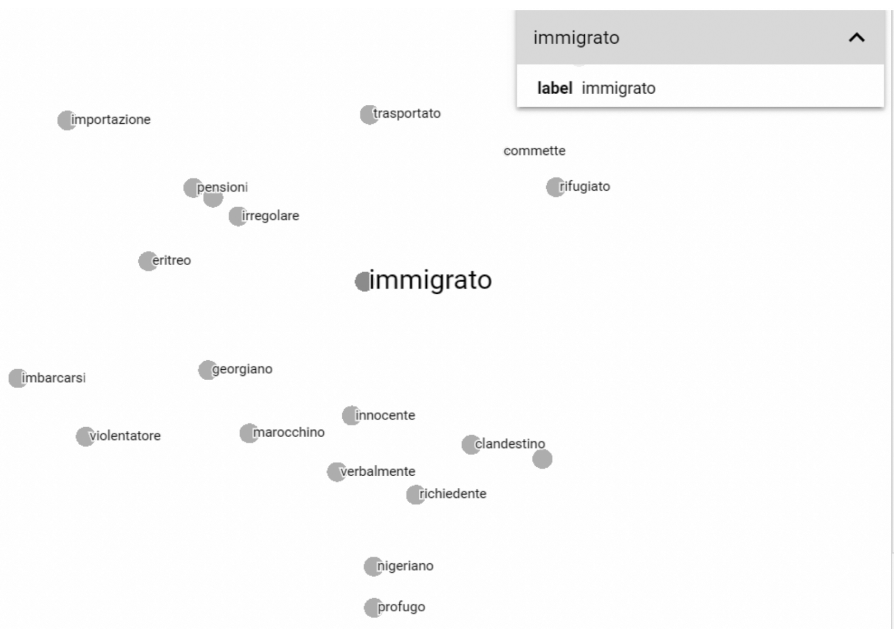 immigrato
label immigrato
importazione
trasportato
commette
pensioni
rifugiato
irregolare
eritreo
immigrato
georgiano
imbarcarsi
innocente
marocchino
violentatore
clandestino
verbalmente
richiedente
nigeriano
profugo